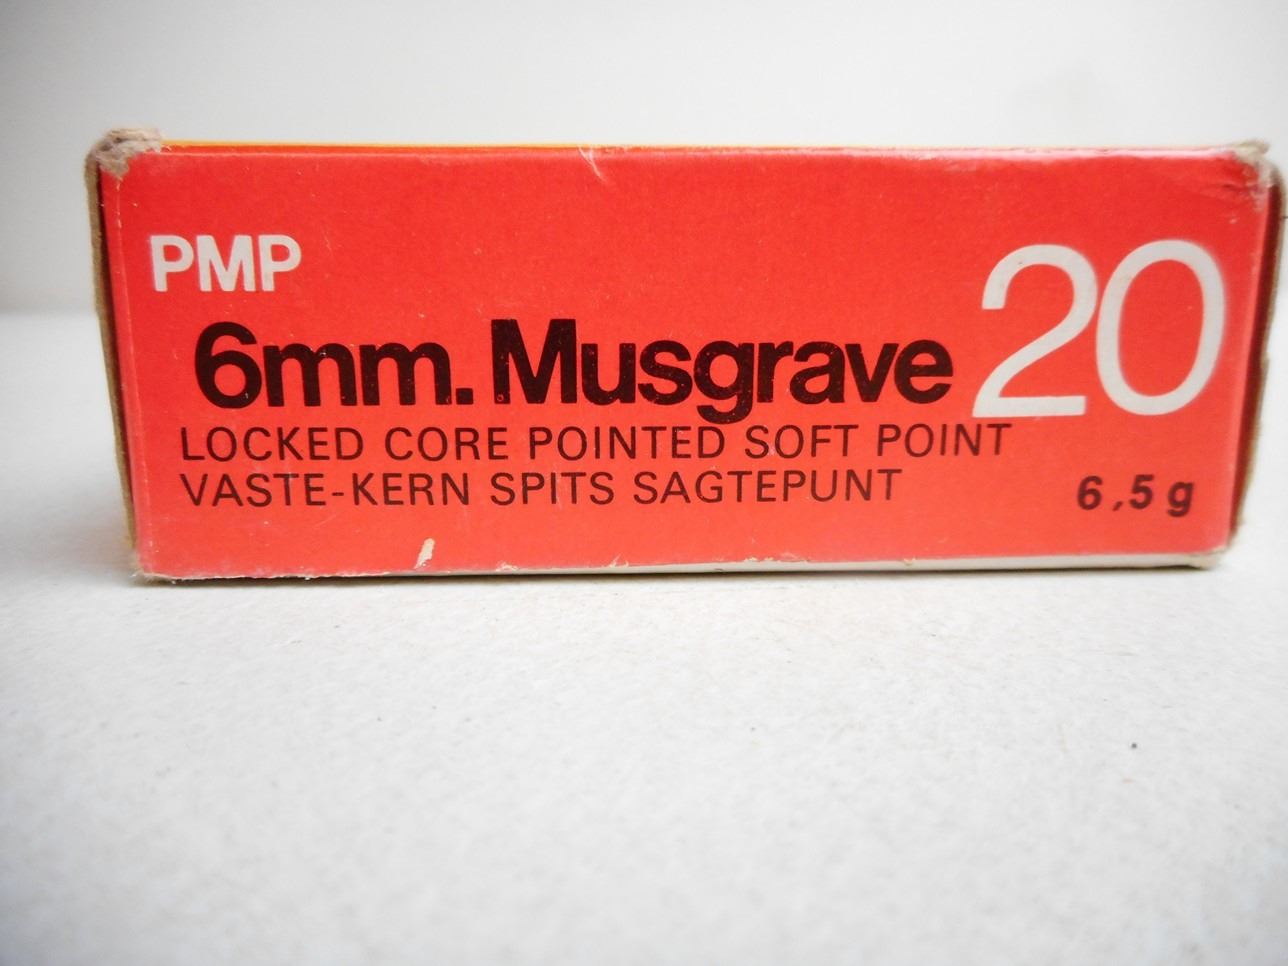 PMP
6mm. Musgrave 20
LOCKED CORE POINTED SOFT POINT
VASTE-KERN SPITS SAGTEPUNT
6,5 g